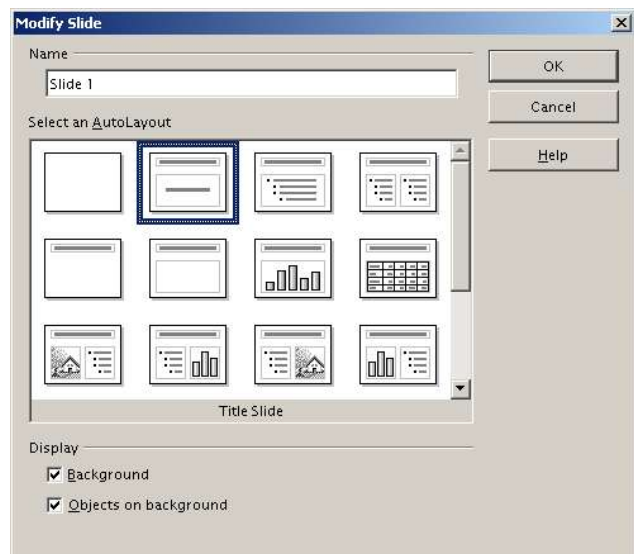 Modify Slide
Name
Slide 1
OK
Cancel
Help
Select an AutoLayout
Title Slide
Display
Background
Objects on background